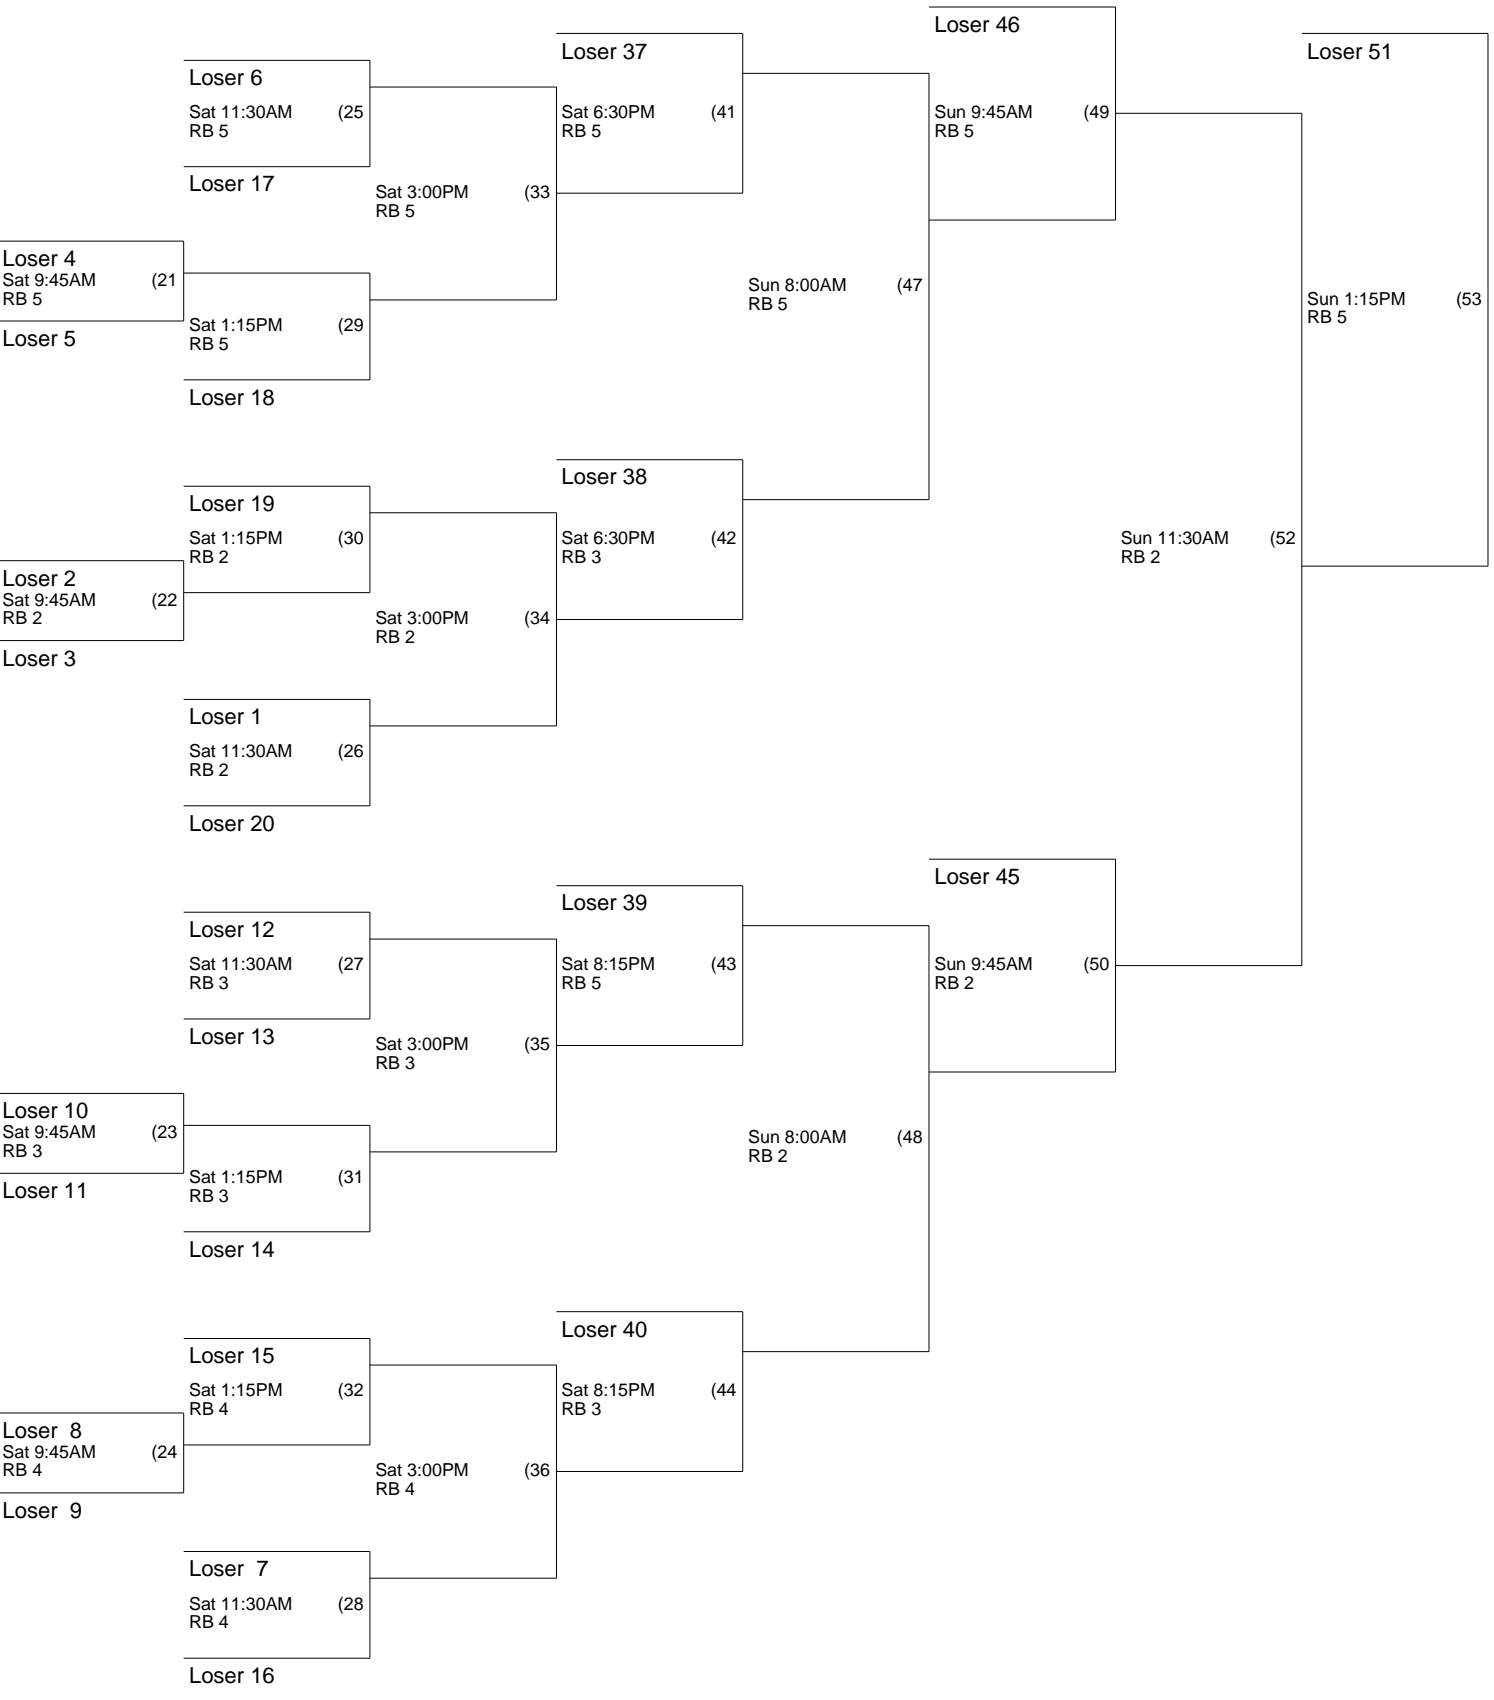 Loser 46
Loser 37
Loser 51
Loser 6
Sat 11:30AM (25
RB 5
Sat 6:30PM (41
RB 5
Sun 9:45AM (49
RB 5
Loser 17
Sat 3:00PM (33
RB 5
Loser 4
Sat 9:45AM (21
RB 5
Sun 8:00AM (47
RB 5
Sun 1:15PM (53
RB 5
Loser 5
Sat 1:15PM (29
RB 5
Loser 18
Loser 38
Loser 19
Sat 1:15PM (30
RB 2
Sat 6:30PM (42
RB 3
Sun 11:30AM (52
RB 2
Loser 2
Sat 9:45AM (22
RB 2
Sat 3:00PM (34
RB 2
Loser 3
Loser 1
Sat 11:30AM (26
RB 2
Loser 20
Loser 45
Loser 39
Loser 12
Sat 11:30AM (27
RB 3
Sat 8:15PM (43
RB 5
Sun 9:45AM (50
RB 2
Loser 13
Sat 3:00PM (35
RB 3
Loser 10
Sat 9:45AM (23
RB 3
Sun 8:00AM (48
RB 2
Loser 11
Sat 1:15PM (31
RB 3
Loser 14
Loser 40
Loser 15
Sat 1:15PM (32
RB 4
Sat 8:15PM (44
RB 3
Loser 8
Sat 9:45AM (24
RB 4
Sat 3:00PM (36
RB 4
Loser 9
Loser 7
Sat 11:30AM (28
RB 4
Loser 16